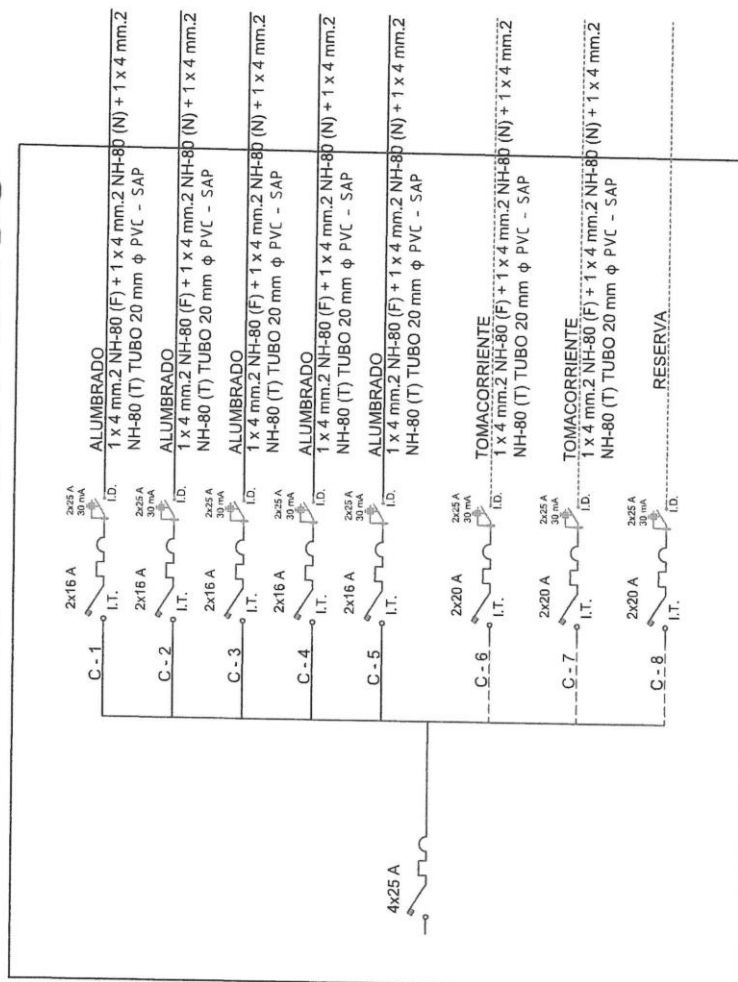 C - 1
2x16 A
I.T.
2x25 A
30 mA
I.D.
ALUMBRADO
1 x 4 mm.2 NH-80 (F) + 1 x 4 mm.2 NH-80 (N) + 1 x 4 mm.2
NH-80 (T) TUBO 20 mm ϕ PVC - SAP
C - 2
2x16 A
I.T.
2x25 A
30 mA
I.D.
ALUMBRADO
1 x 4 mm.2 NH-80 (F) + 1 x 4 mm.2 NH-80 (N) + 1 x 4 mm.2
NH-80 (T) TUBO 20 mm ϕ PVC - SAP
C - 3
2x16 A
I.T.
2x25 A
30 mA
I.D.
ALUMBRADO
1 x 4 mm.2 NH-80 (F) + 1 x 4 mm.2 NH-80 (N) + 1 x 4 mm.2
NH-80 (T) TUBO 20 mm ϕ PVC - SAP
C - 4
2x16 A
I.T.
2x25 A
30 mA
I.D.
ALUMBRADO
1 x 4 mm.2 NH-80 (F) + 1 x 4 mm.2 NH-80 (N) + 1 x 4 mm.2
NH-80 (T) TUBO 20 mm ϕ PVC - SAP
C - 5
2x16 A
I.T.
2x25 A
30 mA
I.D.
ALUMBRADO
1 x 4 mm.2 NH-80 (F) + 1 x 4 mm.2 NH-80 (N) + 1 x 4 mm.2
NH-80 (T) TUBO 20 mm ϕ PVC - SAP
C - 6
2x20 A
I.T.
2x25 A
30 mA
I.D.
TOMACORRIENTE
1 x 4 mm.2 NH-80 (F) + 1 x 4 mm.2 NH-80 (N) + 1 x 4 mm.2
NH-80 (T) TUBO 20 mm ϕ PVC - SAP
C - 7
2x20 A
I.T.
2x25 A
30 mA
I.D.
TOMACORRIENTE
1 x 4 mm.2 NH-80 (F) + 1 x 4 mm.2 NH-80 (N) + 1 x 4 mm.2
NH-80 (T) TUBO 20 mm ϕ PVC - SAP
C - 8
2x20 A
I.T.
2x25 A
30 mA
I.D.
RESERVA
4x25 A